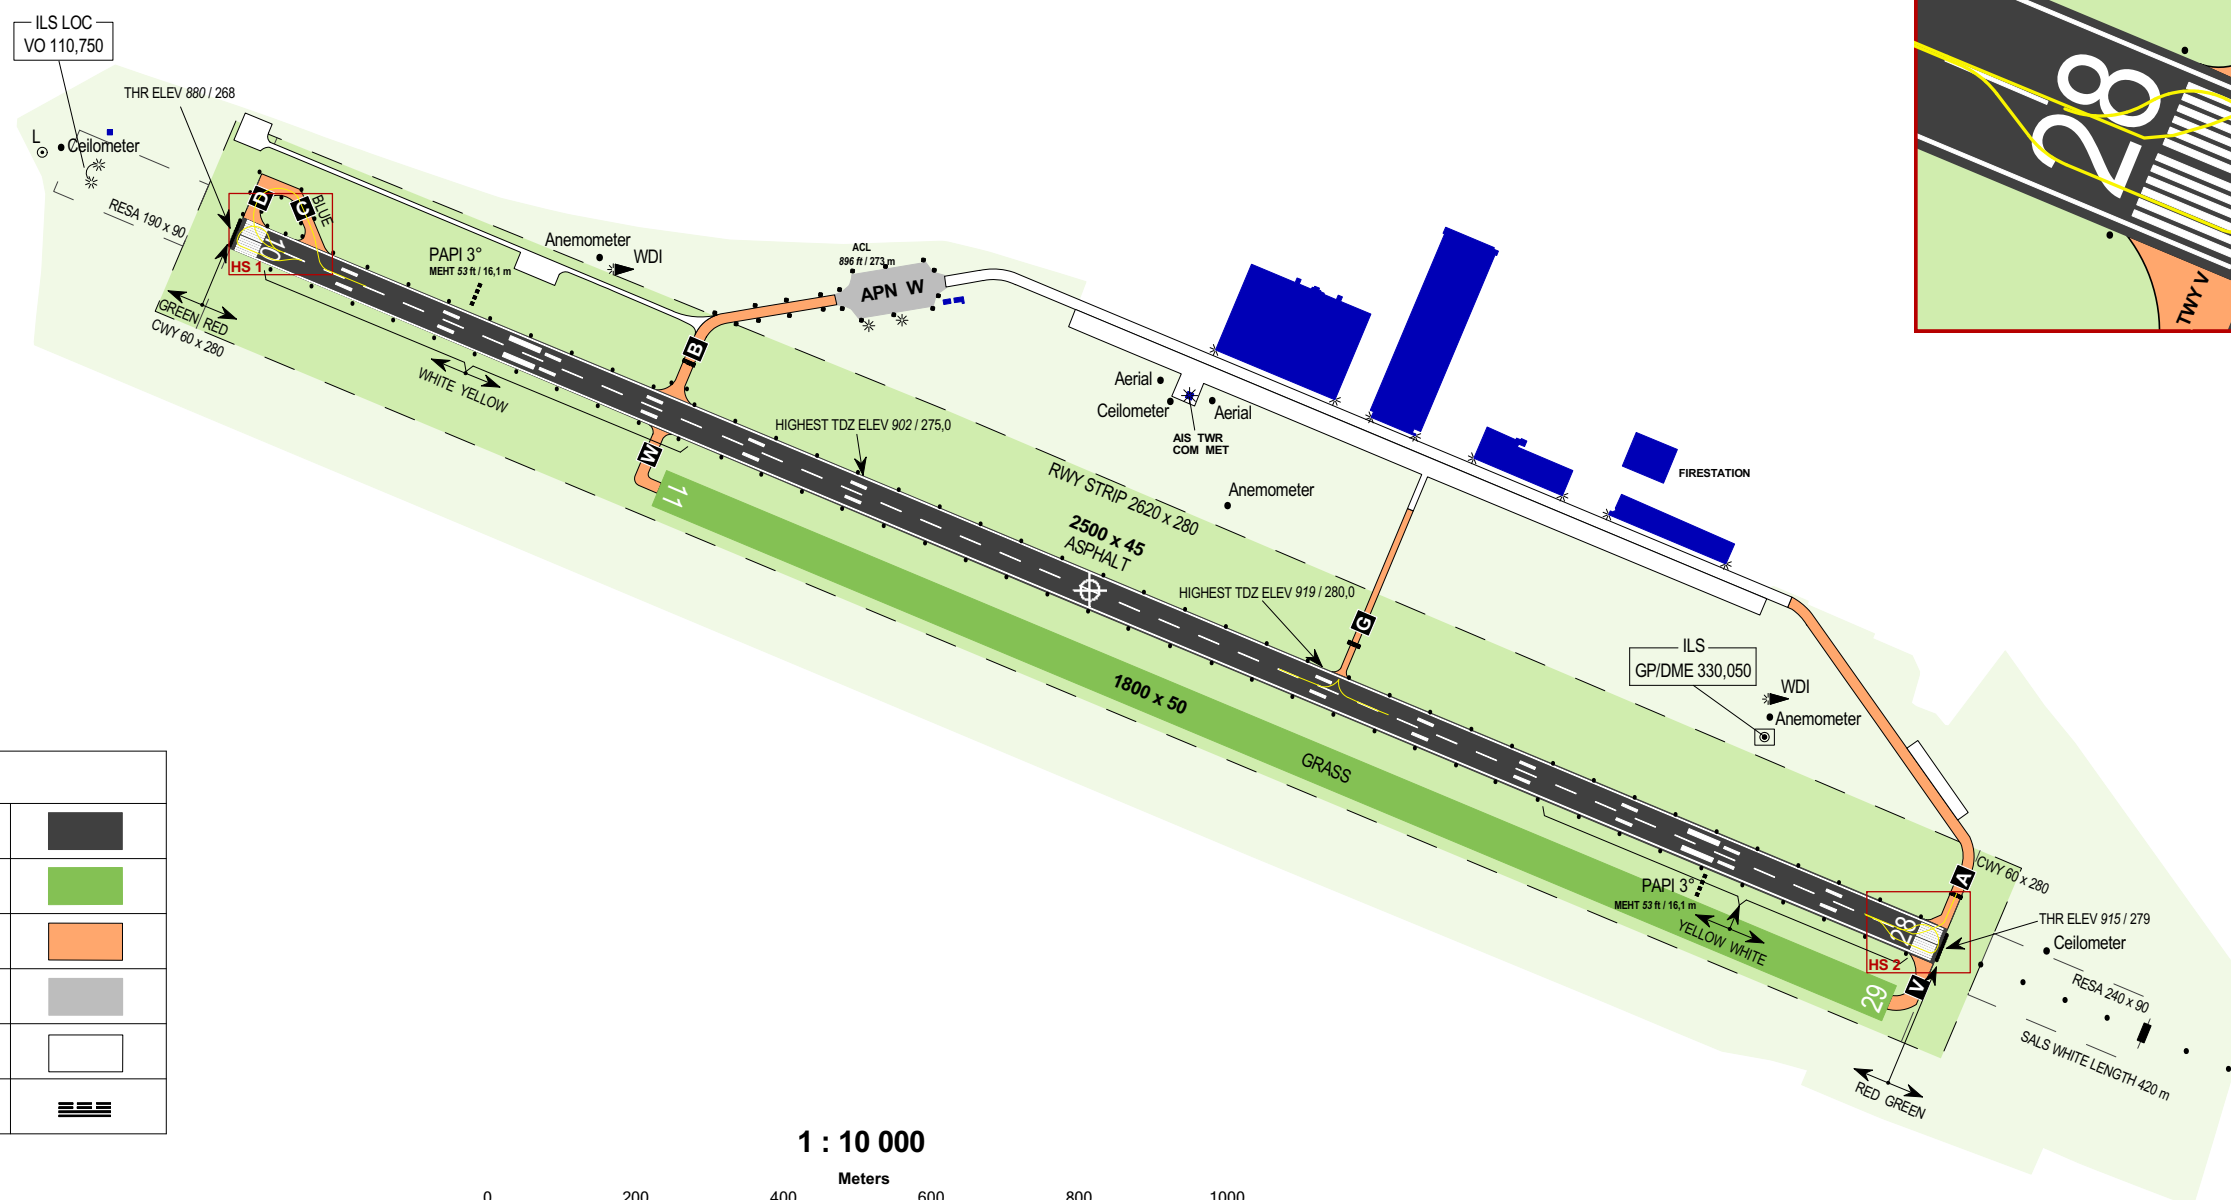 ILS LOC
VO 110,750
THR ELEV 880 / 268
L
Ceilometer
RESA 190 x 90
D
C
BLUE
10
HS 1
GREEN RED
CWY 60 x 280
PAPI 3°
MEHT 53 ft / 16,1 m
Anemometer
WDI
ACL
896 ft / 273 m
APN W
B
WHITE YELLOW
W
11
HIGHEST TDZ ELEV 902 / 275,0
Aerial
Ceilometer
Aerial
AIS TWR
COM MET
Anemometer
FIRESTATION
RWY STRIP 2620 x 280
2500 x 45
ASPHALT
HIGHEST TDZ ELEV 919 / 280,0
G
1800 x 50
GRASS
ILS
GP/DME 330,050
WDI
Anemometer
PAPI 3°
MEHT 53 ft / 16,1 m
YELLOW WHITE
A
CWY 60 x 280
28
HS 2
V
29
THR ELEV 915 / 279
Ceilometer
RESA 240 x 90
SALS WHITE LENGTH 420 m
RED GREEN
28
TWY V
1 : 10 000
Meters
0 200 400 600 800 1000